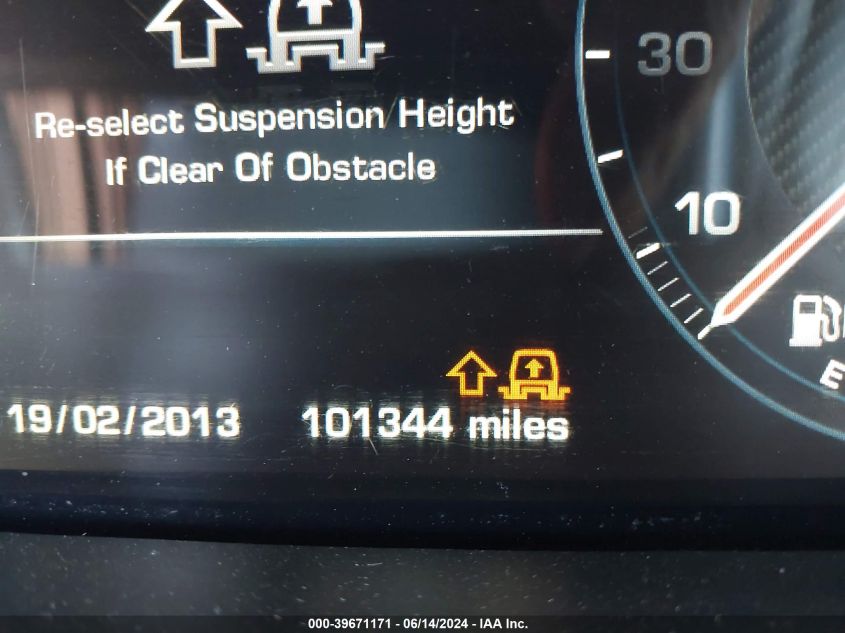 Re-select Suspension Height
If Clear Of Obstacle
30
10
E
19/02/2013 101344 miles
000-39671171 - 06/14/2024 - IAA Inc.